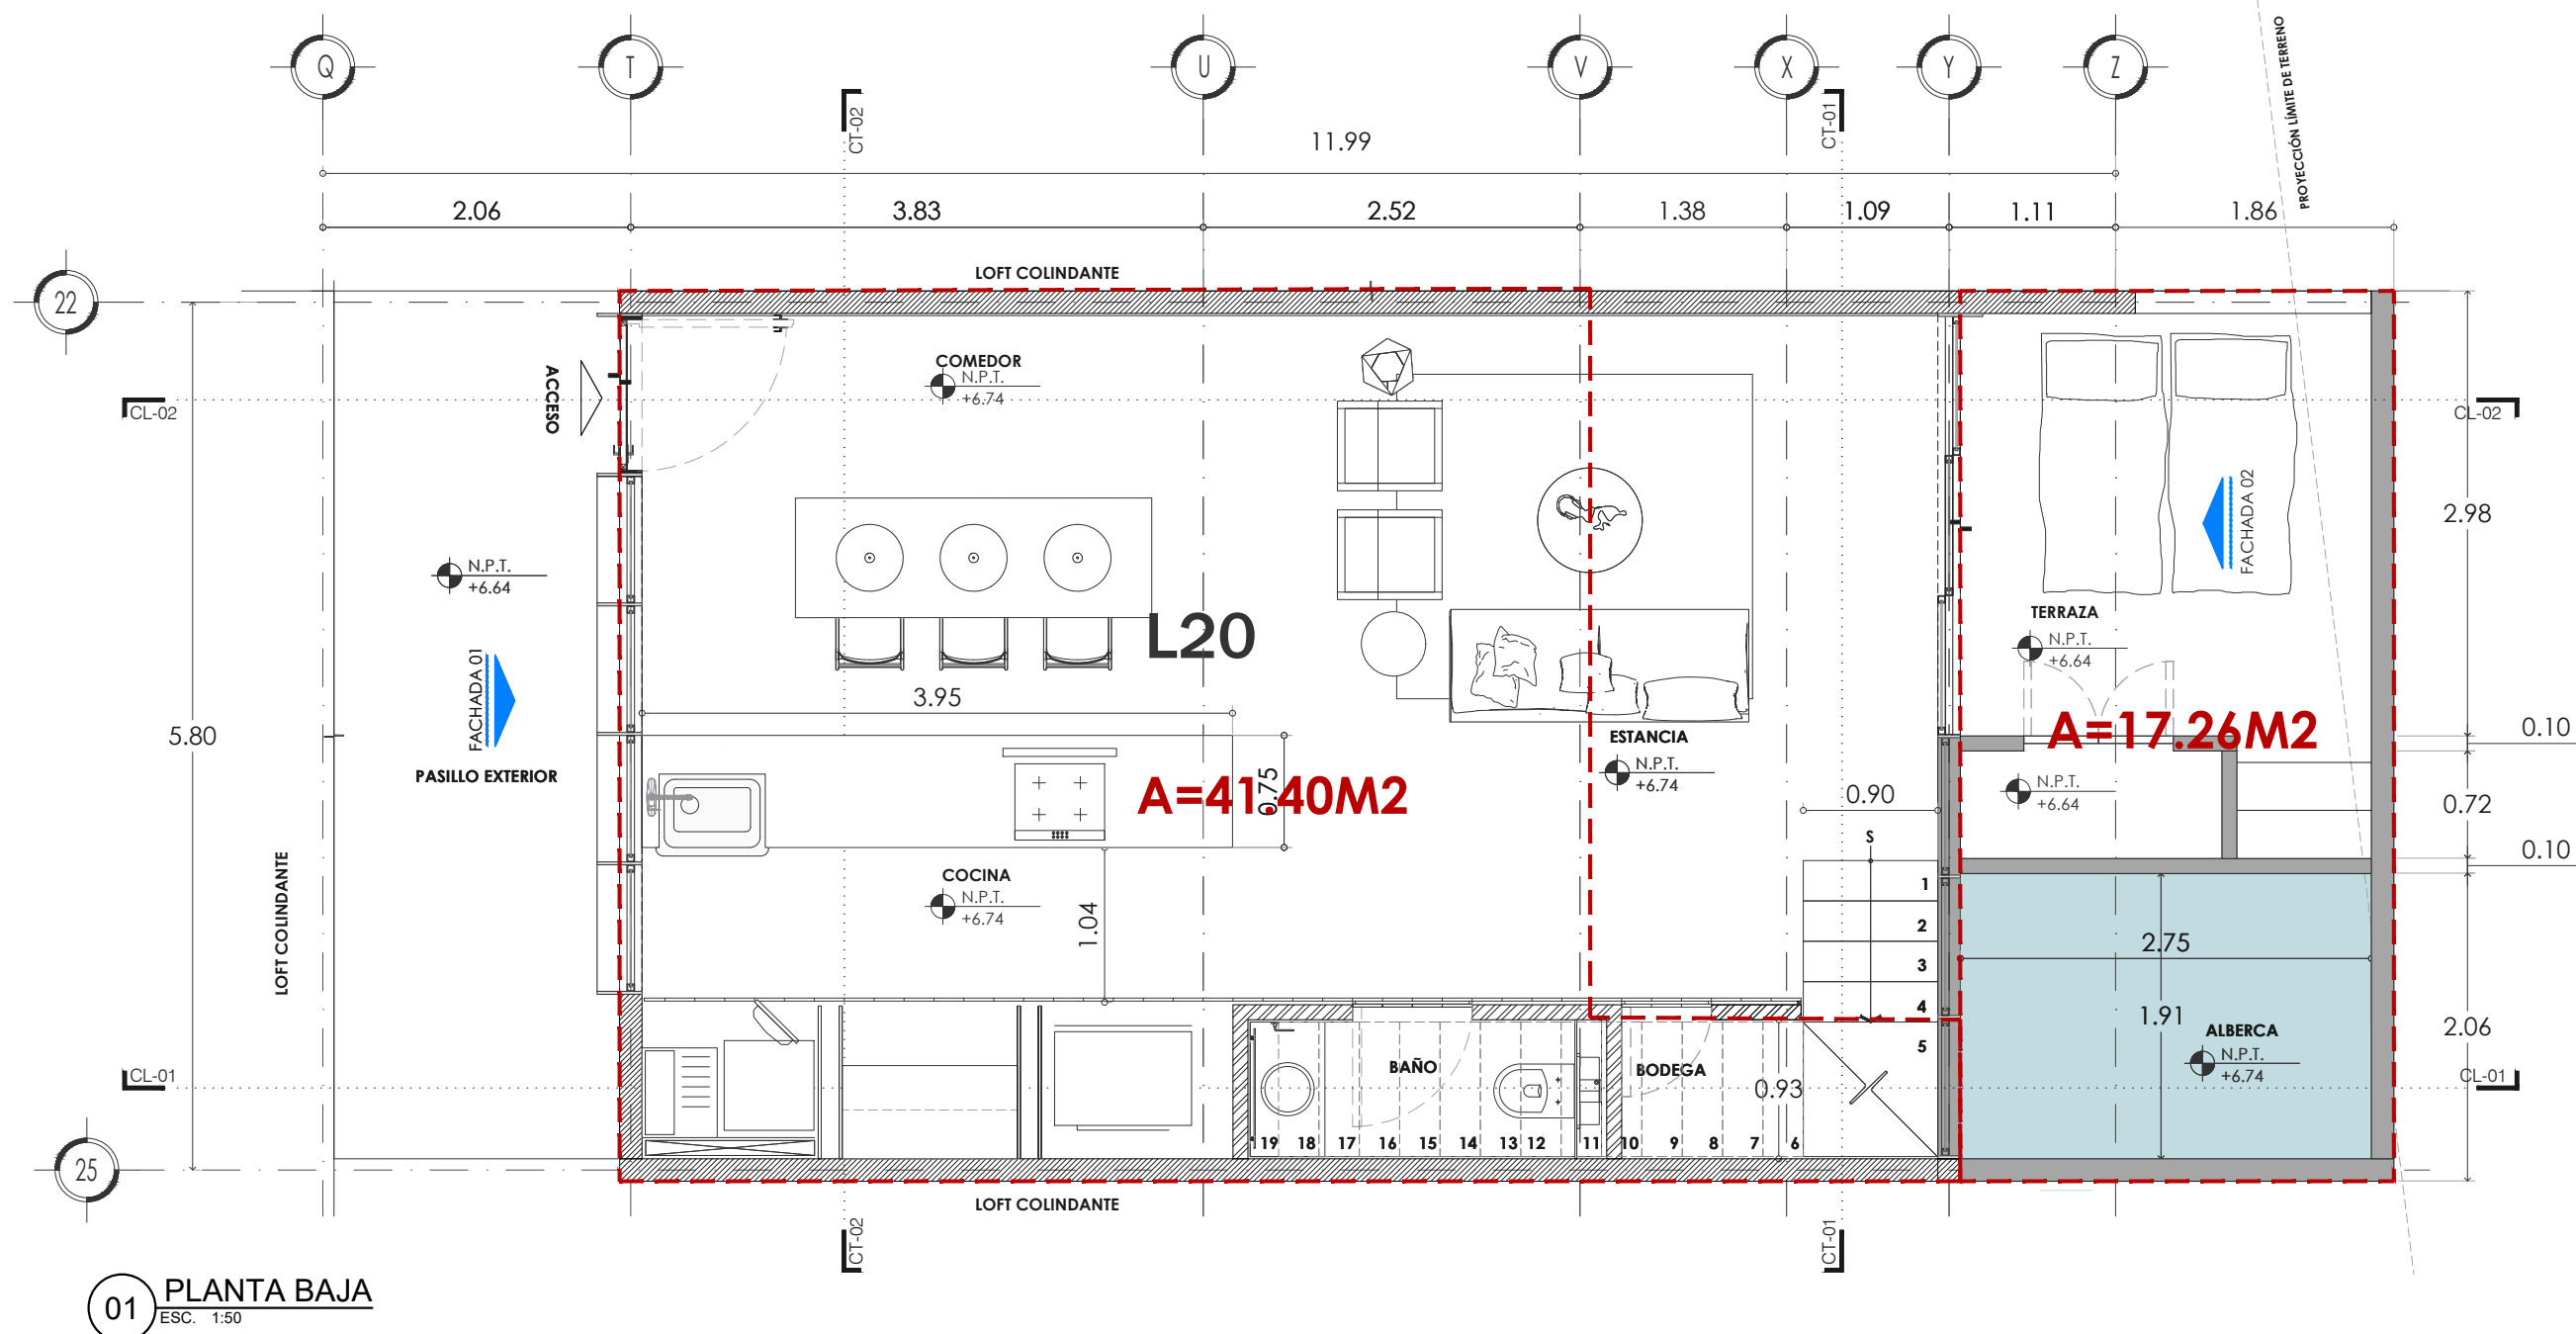 Q
T
U
V
X
Y
Z
PROYECCIÓN LÍMITE DE TERRENO
CT-02
CT-01
11.99
2.06
3.83
2.52
1.38
1.09
1.11
1.86
22
LOFT COLINDANTE
ACCESO
COMEDOR
N.P.T.
+6.74
CL-02
CL-02
FACHADA 02
2.98
N.P.T.
+6.64
TERRAZA
N.P.T.
+6.64
L20
FACHADA 01
3.95
5.80
PASILLO EXTERIOR
ESTANCIA
N.P.T.
+6.74
A=17.26M2
0.10
A=41.40M2
0.75
0.90
N.P.T.
+6.64
0.72
S
0.10
LOFT COLINDANTE
COCINA
N.P.T.
+6.74
1.04
1
2
3
4
5
2.75
1.91
ALBERCA
N.P.T.
+6.74
2.06
CL-01
CL-01
BAÑO
BODEGA
0.93
19
18
17
16
15
14
13
12
11
10
9
8
7
6
25
LOFT COLINDANTE
CT-02
CT-01
01
PLANTA BAJA
ESC. 1:50